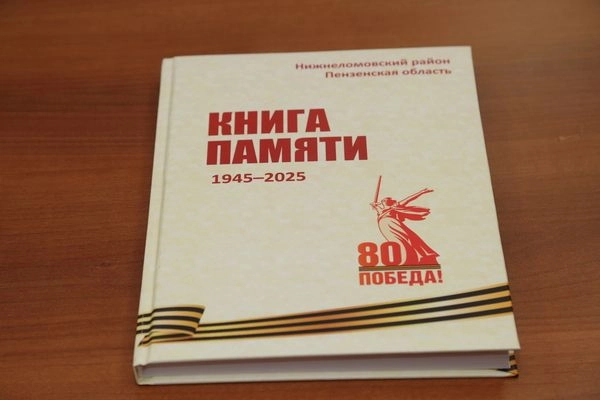 Нижнеломовский район
Пензенская область
КНИГА
ПАМЯТИ
1945–2025
80
ПОБЕДА!